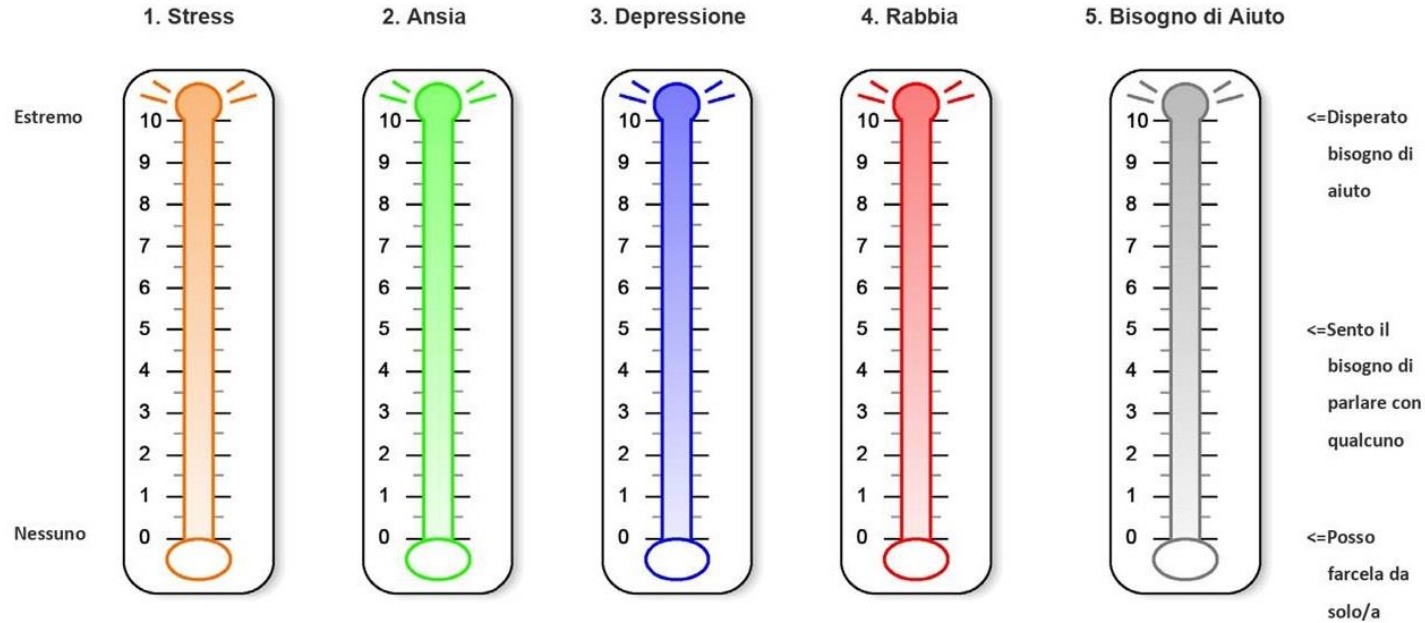 1. Stress 2. Ansia 3. Depressione 4. Rabbia 5. Bisogno di Aiuto
Estremo 10 10 10 10 10 <=Disperato
bisogno di
9 9 9 9 9
aiuto
8 8 8 8 8
7 7 7 7 7
6 6 6 6 6
5 5 5 5 5 <=Sento il
bisogno di
4 4 4 4 4
parlare con
3 3 3 3 3
qualcuno
2 2 2 2 2
1 1 1 1 1
Nessuno 0 0 0 0 0 <=Posso
farcela da
solo/a